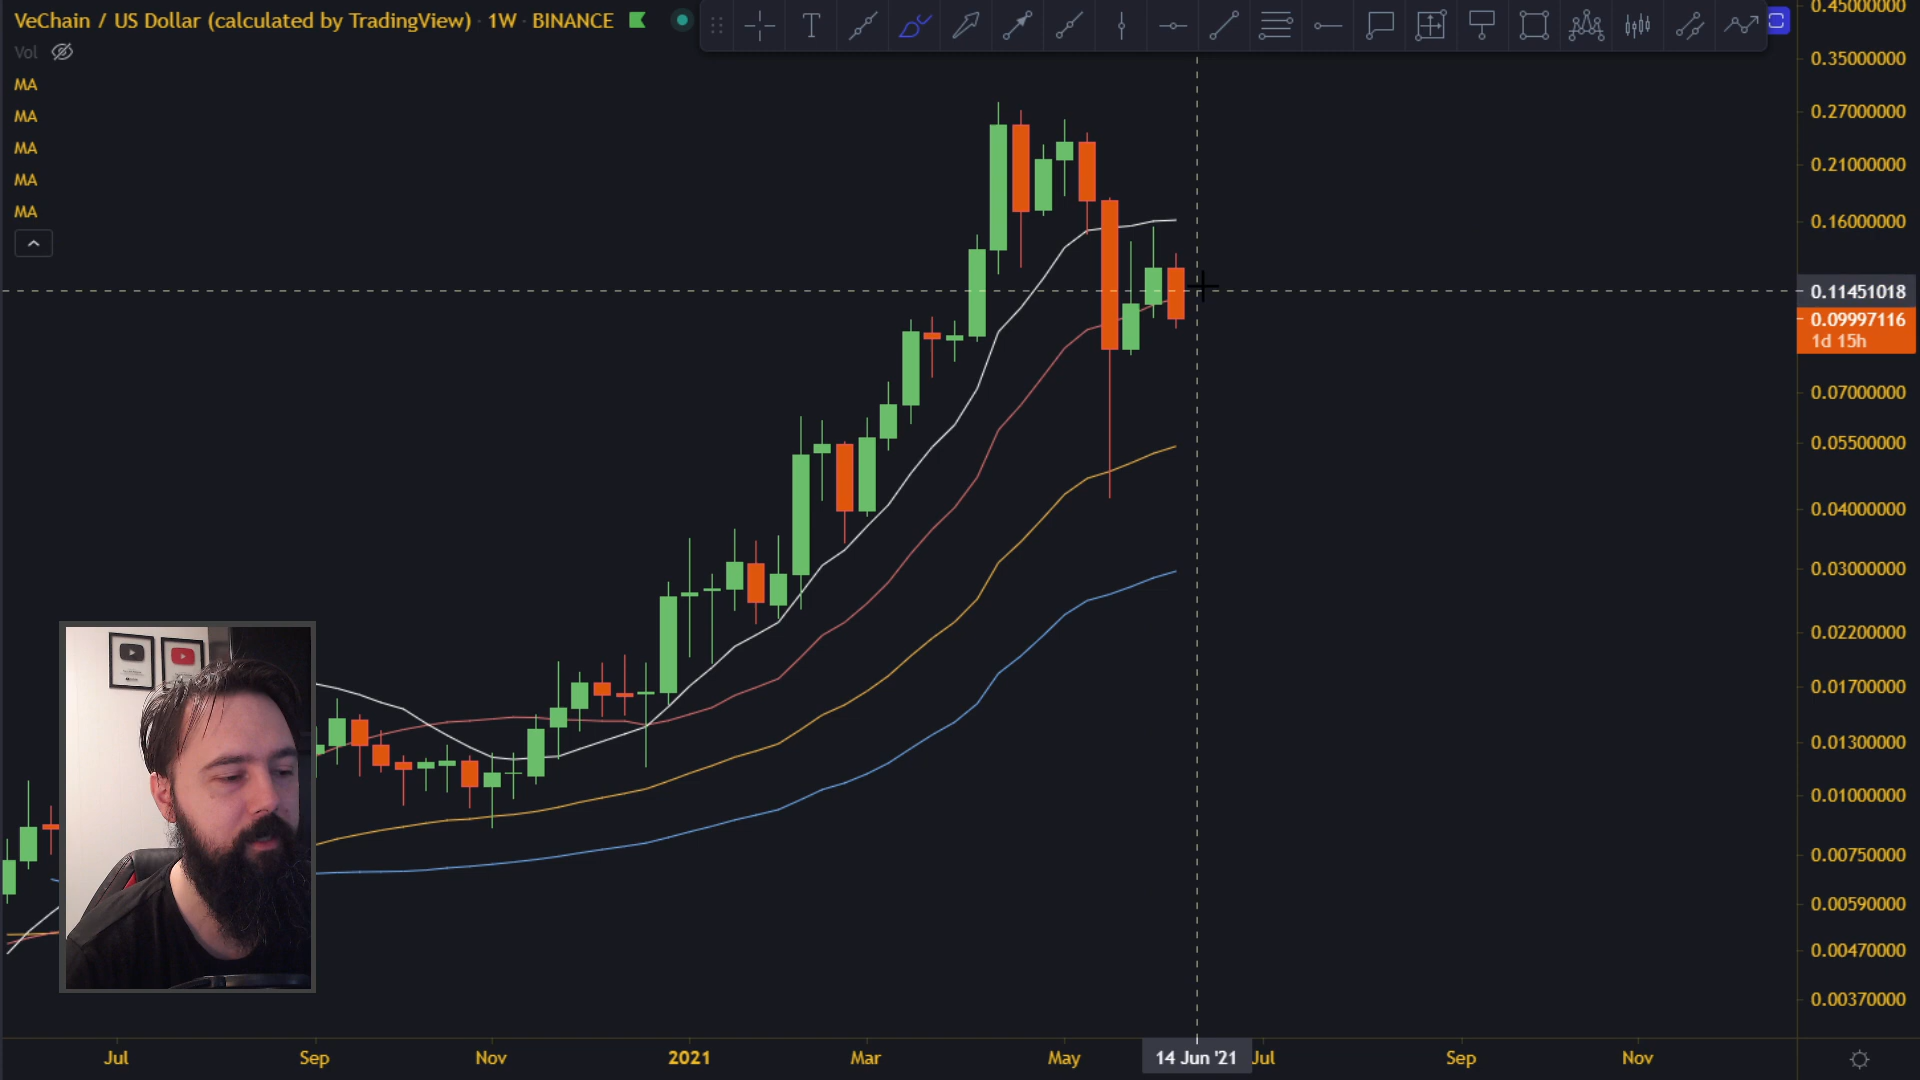 VeChain / US Dollar (calculated by TradingView) · 1W · BINANCE
Vol
MA
MA
MA
MA
MA
T
0.45000000
0.35000000
0.27000000
0.21000000
0.16000000
0.11451018
0.09997116
1d 15h
0.07000000
0.05500000
0.04000000
0.03000000
0.02200000
0.01700000
0.01300000
0.01000000
0.00750000
0.00590000
0.00470000
0.00370000
Jul Sep Nov 2021 Mar May 14 Jun '21 Jul Sep Nov